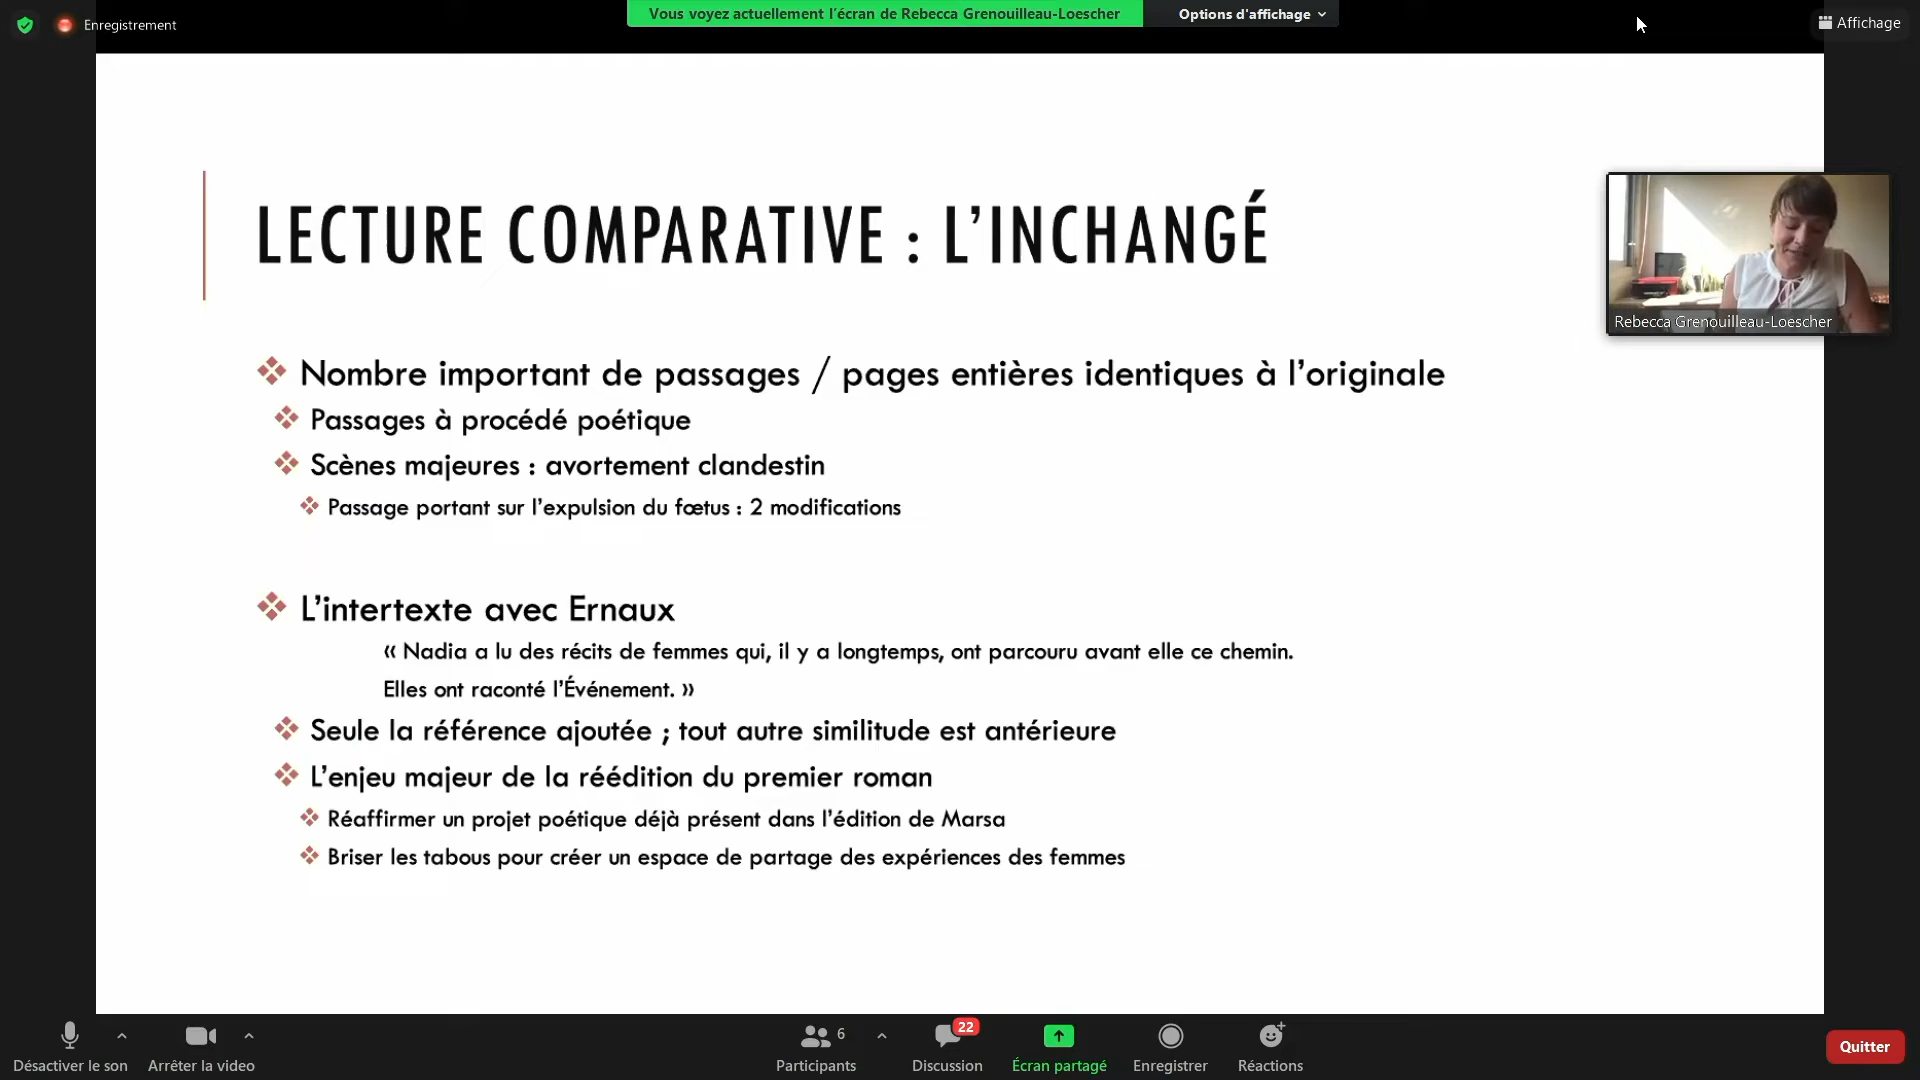 Enregistrement
Vous voyez actuellement l'écran de Rebecca Grenouilleau-Loescher
Options d'affichage
Affichage
LECTURE COMPARATIVE : L'INCHANGÉ
Rebecca Grenouilleau-Loescher
Nombre important de passages / pages entières identiques à l'originale
Passages à procédé poétique
Scènes majeures : avortement clandestin
Passage portant sur l'expulsion du fœtus : 2 modifications
L'intertexte avec Ernaux
« Nadia a lu des récits de femmes qui, il y a longtemps, ont parcouru avant elle ce chemin.
Elles ont raconté l'Événement. »
Seule la référence ajoutée ; tout autre similitude est antérieure
L'enjeu majeur de la réédition du premier roman
Réaffirmer un projet poétique déjà présent dans l'édition de Marsa
Briser les tabous pour créer un espace de partage des expériences des femmes
6
22
Désactiver le son
Arrêter la video
Participants
Discussion
Écran partagé
Enregistrer
Réactions
Quitter